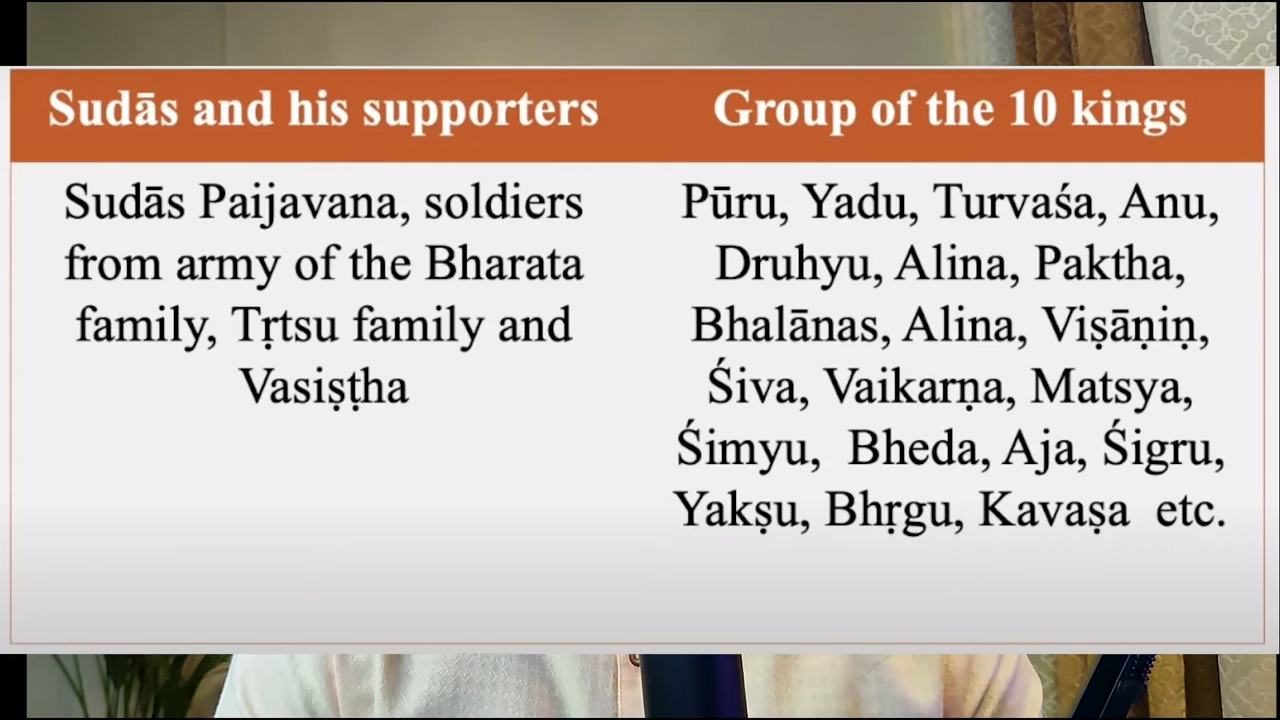 Sudās and his supporters
Group of the 10 kings
Sudās Paijavana, soldiers
from army of the Bharata
family, Tṛtsu family and
Vasiṣṭha
Pūru, Yadu, Turvaśa, Anu,
Druhyu, Alina, Paktha,
Bhalānas, Alina, Viṣāṇiṇ,
Śiva, Vaikarṇa, Matsya,
Śimyu, Bheda, Aja, Śigru,
Yakṣu, Bhṛgu, Kavaṣa etc.